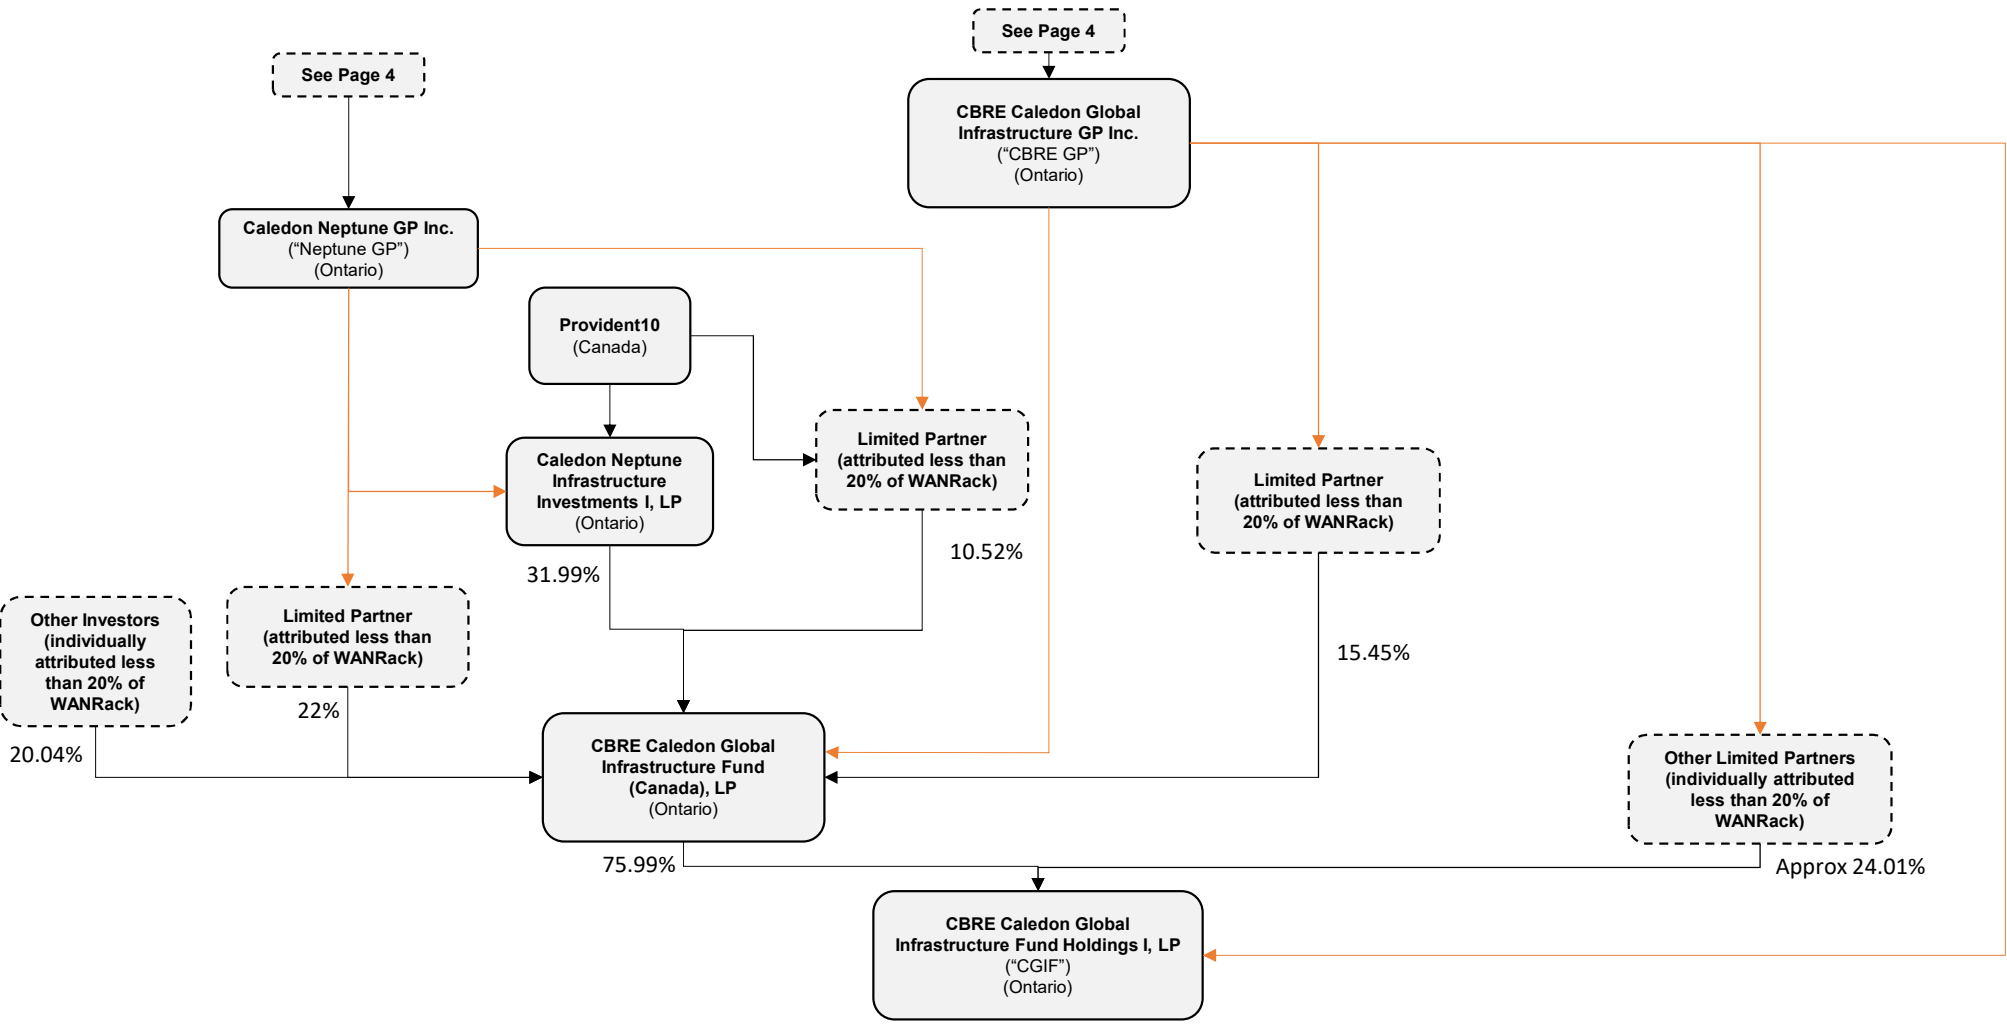 See Page 4
See Page 4
CBRE Caledon Global
Infrastructure GP Inc.
(“CBRE GP”)
(Ontario)
Caledon Neptune GP Inc.
(“Neptune GP”)
(Ontario)
Provident10
(Canada)
Caledon Neptune
Infrastructure
Investments I, LP
(Ontario)
Limited Partner
(attributed less than
20% of WANRack)
Limited Partner
(attributed less than
20% of WANRack)
31.99%
10.52%
Other Investors
(individually
attributed less
than 20% of
WANRack)
Limited Partner
(attributed less than
20% of WANRack)
15.45%
20.04%
22%
CBRE Caledon Global
Infrastructure Fund
(Canada), LP
(Ontario)
Other Limited Partners
(individually attributed
less than 20% of
WANRack)
75.99%
Approx 24.01%
CBRE Caledon Global
Infrastructure Fund Holdings I, LP
(“CGIF”)
(Ontario)